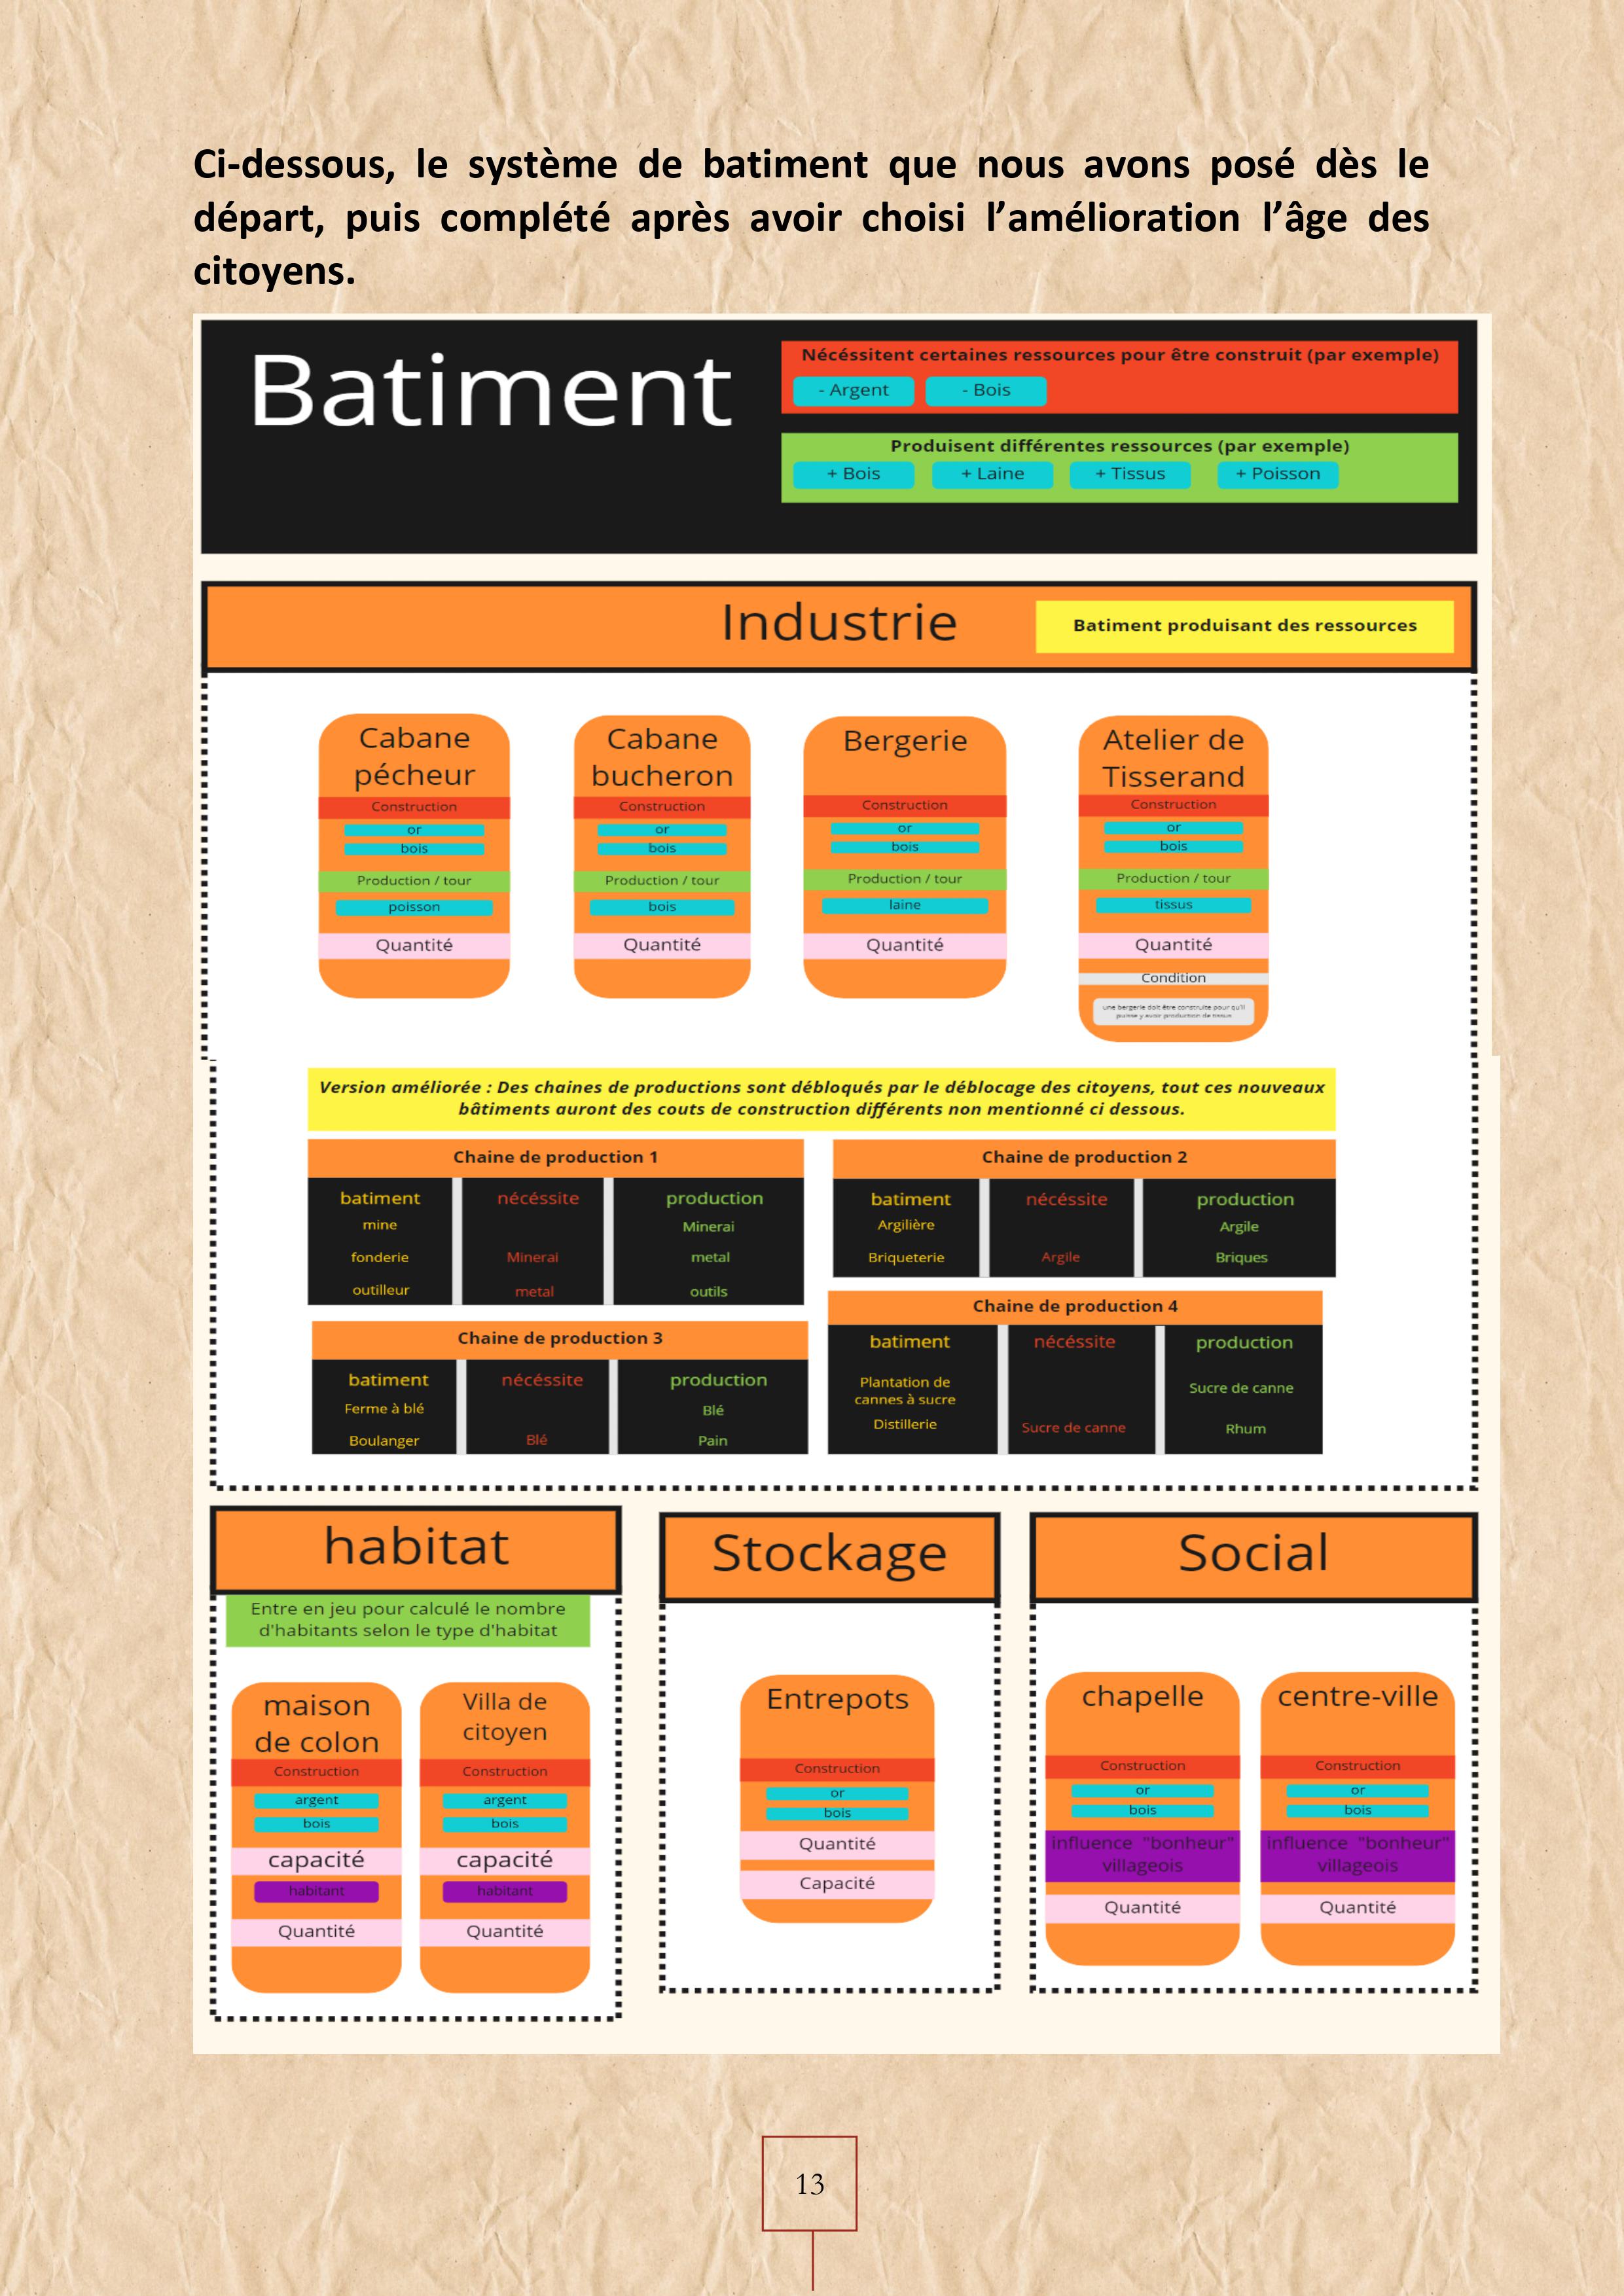 Ci-dessous, le système de batiment que nous avons posé dès le
départ, puis complété après avoir choisi l’amélioration l’âge des
citoyens.
Batiment
Nécéssitent certaines ressources pour être construit (par exemple)
- Argent
- Bois
Produisent différentes ressources (par exemple)
+ Bois
+ Laine
+ Tissus
+ Poisson
Industrie
Batiment produisant des ressources
Cabane
pécheur
Construction
or
bois
Production / tour
poisson
Quantité
Cabane
bucheron
Construction
or
bois
Production / tour
bois
Quantité
Bergerie
Construction
or
bois
Production / tour
laine
Quantité
Atelier de
Tisserand
Construction
or
bois
Production / tour
tissus
Quantité
Condition
une bergerie doit être construite pour qu'il
puisse y avoir production de tissus
Version améliorée : Des chaines de productions sont débloqués par le déblocage des citoyens, tout ces nouveaux
bâtiments auront des couts de construction différents non mentionné ci dessous.
Chaine de production 1
batiment nécéssite production
mine Minerai
fonderie Minerai metal
outilleur metal outils
Chaine de production 2
batiment nécéssite production
Argilière Argile
Briqueterie Argile Briques
Chaine de production 3
batiment nécéssite production
Ferme à blé Blé
Boulanger Blé Pain
Chaine de production 4
batiment nécéssite production
Plantation de
cannes à sucre
Sucre de canne
Distillerie Sucre de canne Rhum
habitat
Entre en jeu pour calculé le nombre
d'habitants selon le type d'habitat
maison
de colon
Construction
argent
bois
capacité
habitant
Quantité
Villa de
citoyen
Construction
argent
bois
capacité
habitant
Quantité
Stockage
Entrepots
Construction
or
bois
Quantité
Capacité
Social
chapelle
Construction
or
bois
influence "bonheur"
villageois
Quantité
centre-ville
Construction
or
bois
influence "bonheur"
villageois
Quantité
13